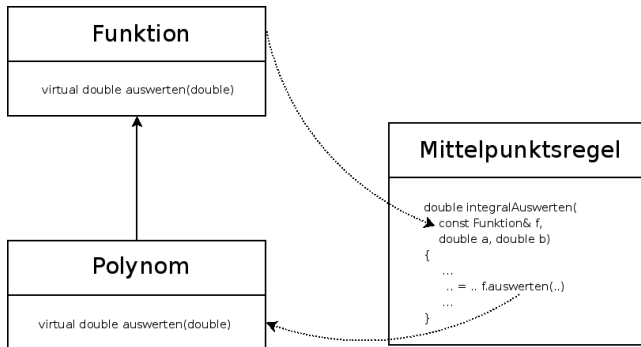 Funktion
virtual double auswerten(double)
Polynom
virtual double auswerten(double)
Mittelpunktsregel
double integralAuswerten(
const Funktion& f,
double a, double b)
{
...
.. = .. f.auswerten(..)
...
}